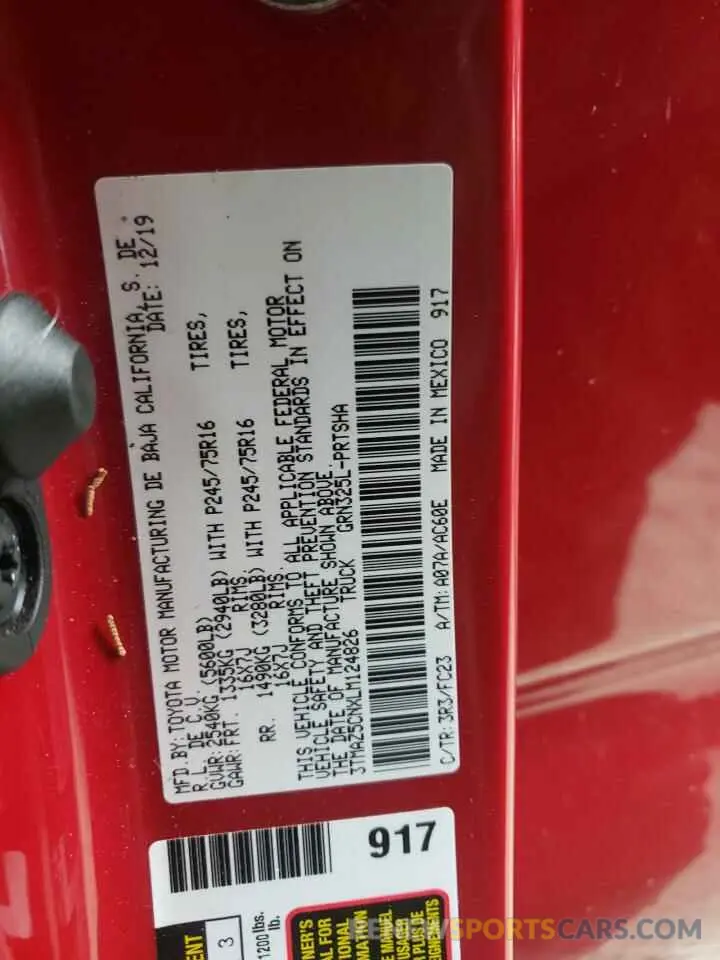 MFD.BY:TOYOTA MOTOR MANUFACTURING DE BAJA CALIFORNIA,S. DE
R.L. DE C.V. DATE: 12/19
GVWR:2540KG (5600LB)
GAWR:FRT. 1335KG (2940LB) WITH P245/75R16 TIRES,
16X7J RIMS,
RR. 1490KG (3280LB) WITH P245/75R16 TIRES,
16X7J RIMS.
THIS VEHICLE CONFORMS TO ALL APPLICABLE FEDERAL MOTOR
VEHICLE SAFETY AND THEFT PREVENTION STANDARDS IN EFFECT ON
THE DATE OF MANUFACTURE SHOWN ABOVE.
3TMAZ5CNXLM124826 TRUCK GRN325L-PRTSHA
C/TR:3R3/FC23 A/TM:A07A/AC60E MADE IN MEXICO 917
917
3
1200 lbs.
RENEWSPORTSCARS.COM